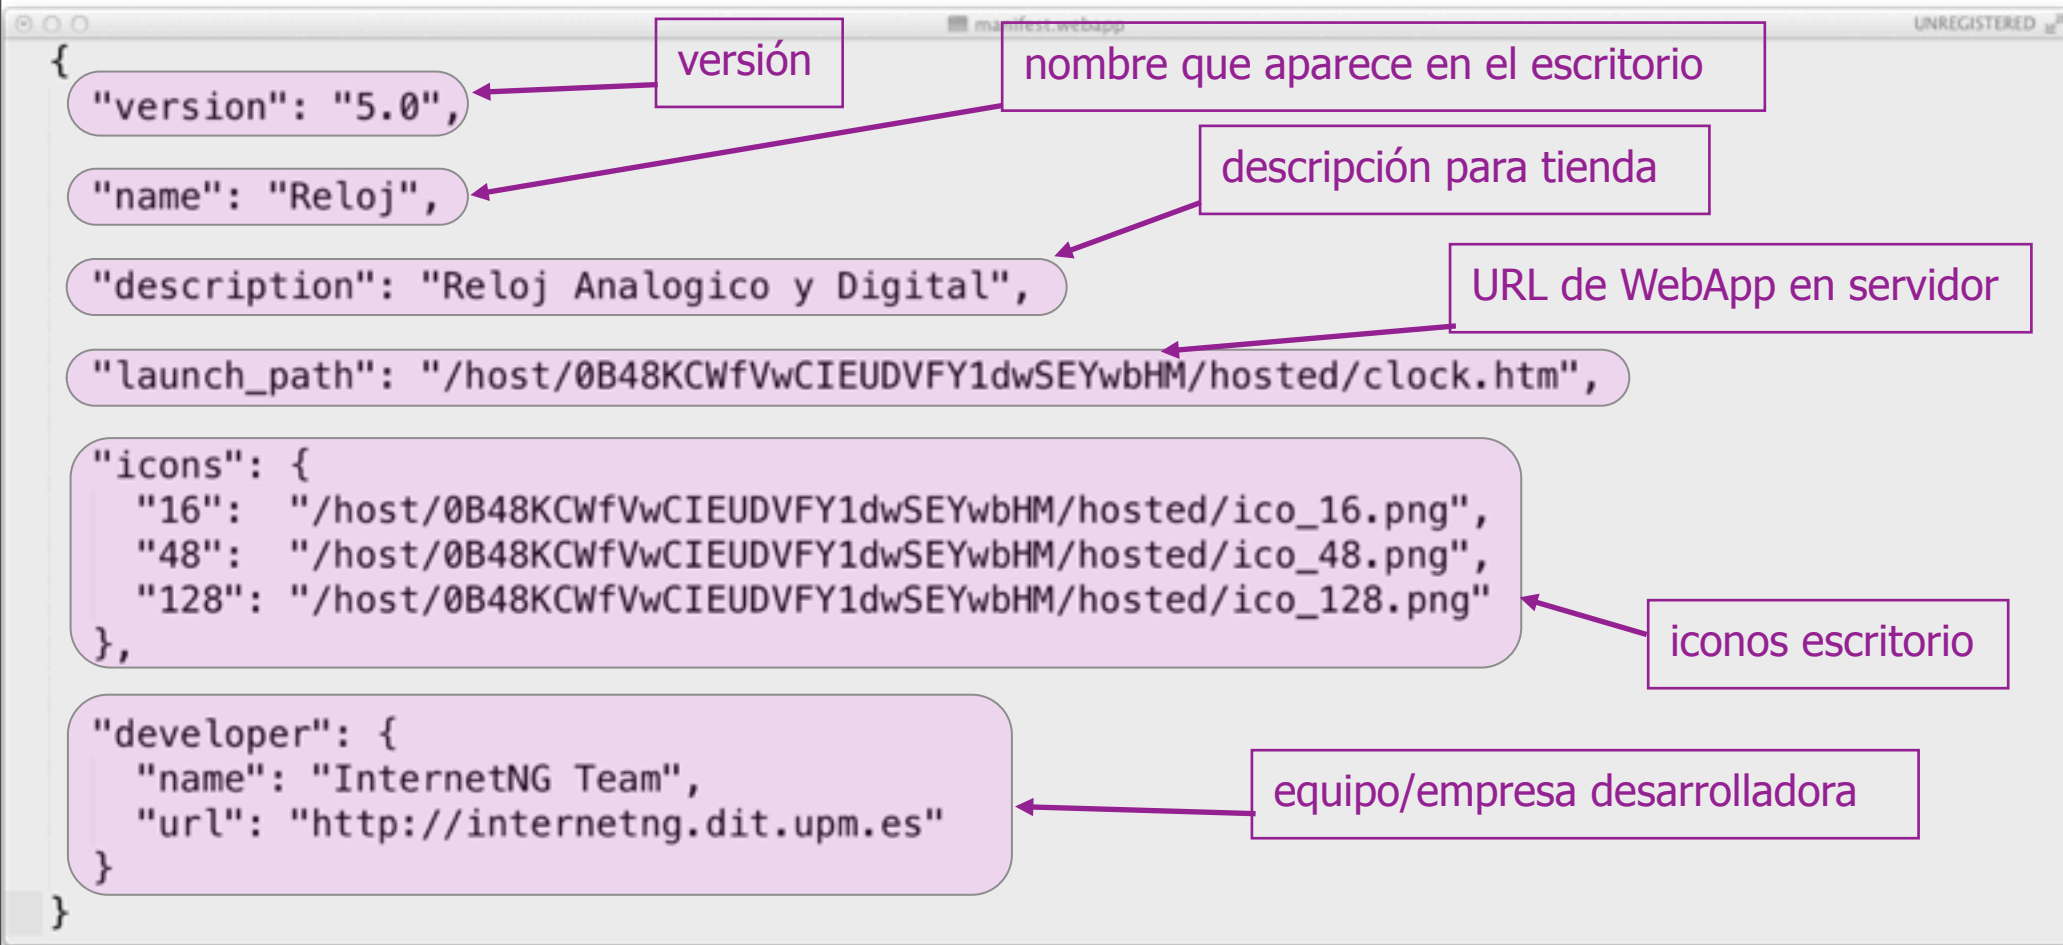 manifest.webapp
UNREGISTERED
{
versión
nombre que aparece en el escritorio
"version": "5.0",
descripción para tienda
"name": "Reloj",
"description": "Reloj Analogico y Digital",
URL de WebApp en servidor
"launch_path": "/host/0B48KCWfVwCIEUDVFY1dwSEYwbHM/hosted/clock.htm",
"icons": {
"16": "/host/0B48KCWfVwCIEUDVFY1dwSEYwbHM/hosted/ico_16.png",
"48": "/host/0B48KCWfVwCIEUDVFY1dwSEYwbHM/hosted/ico_48.png",
"128": "/host/0B48KCWfVwCIEUDVFY1dwSEYwbHM/hosted/ico_128.png"
},
iconos escritorio
"developer": {
"name": "InternetNG Team",
"url": "http://internetng.dit.upm.es"
}
equipo/empresa desarrolladora
}